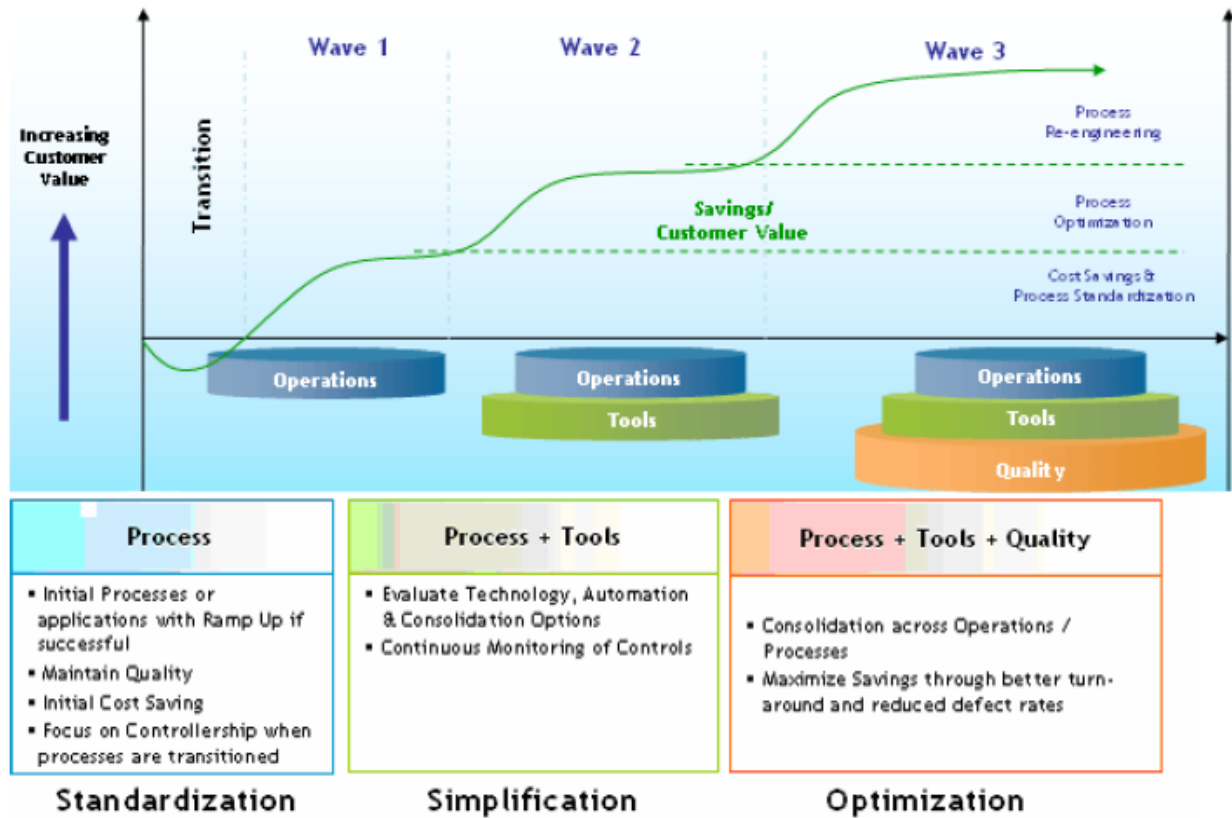 Wave 1
Wave 2
Wave 3
Increasing
Customer
Value
Transition
Savings/
Customer Value
Process
Re-engineering
Process
Optimization
Cost Savings &
Process Standardization
Operations
Operations
Tools
Operations
Tools
Quality
Process
▪ Initial Processes or
applications with Ramp Up if
successful
▪ Maintain Quality
▪ Initial Cost Saving
▪ Focus on Controllership when
processes are transitioned
Standardization
Process + Tools
▪ Evaluate Technology, Automation
& Consolidation Options
▪ Continuous Monitoring of Controls
Simplification
Process + Tools + Quality
▪ Consolidation across Operations /
Processes
▪ Maximize Savings through better turn-
around and reduced defect rates
Optimization